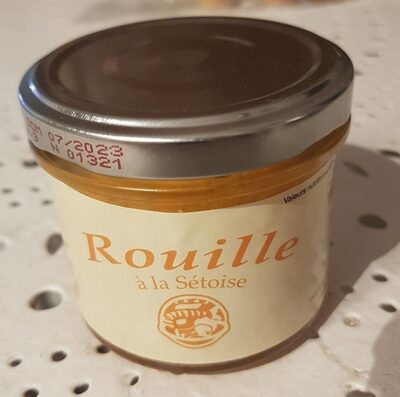 07/2023
N 01321
Rouille
à la Sétoise
Valeurs